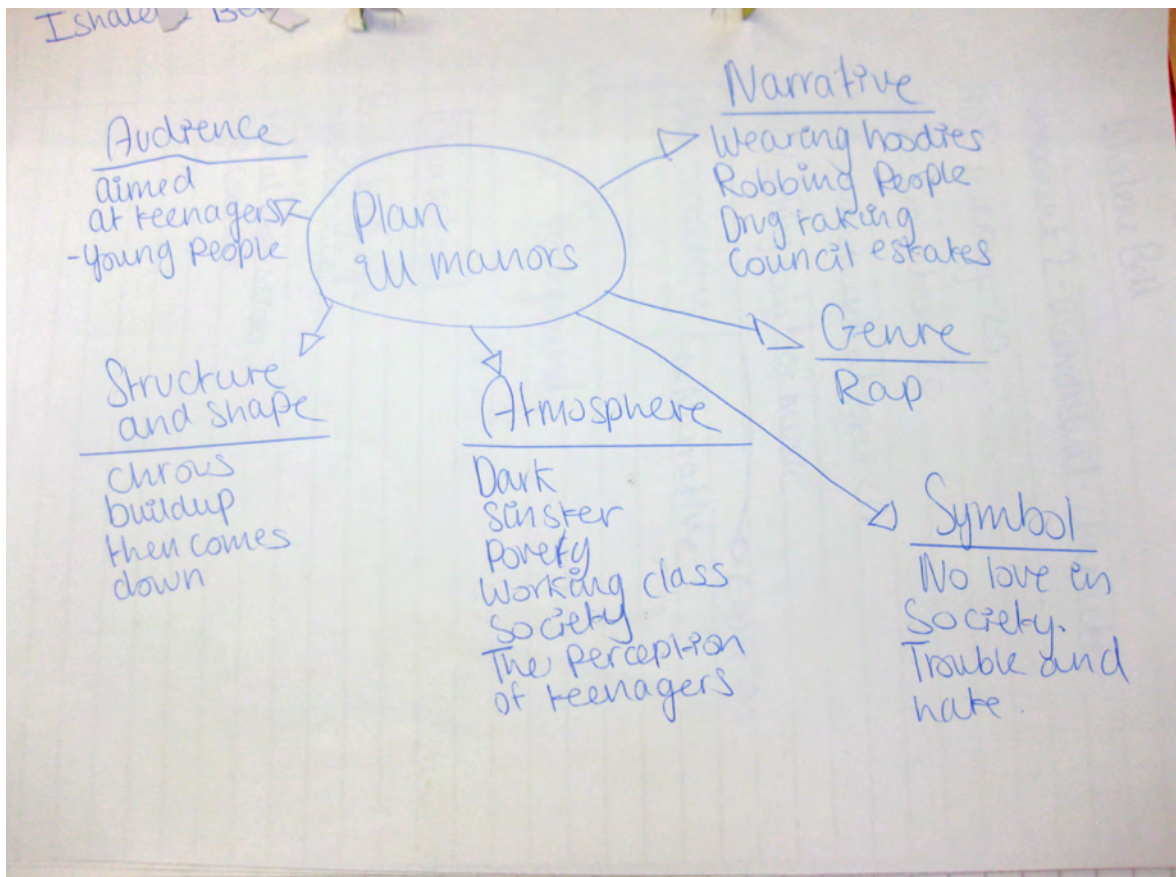 Plan
ill manors
Audience
aimed
at teenagers
-young people
Narrative
Wearing hoodies
Robbing People
Drug taking
Council estates
Genre
Rap
Structure
and shape
chrous
buildup
then comes
down
Atmosphere
Dark
Sinster
Porety
Working class
society
The perception
of teenagers
Symbol
No love in
Society.
Trouble and
hate.